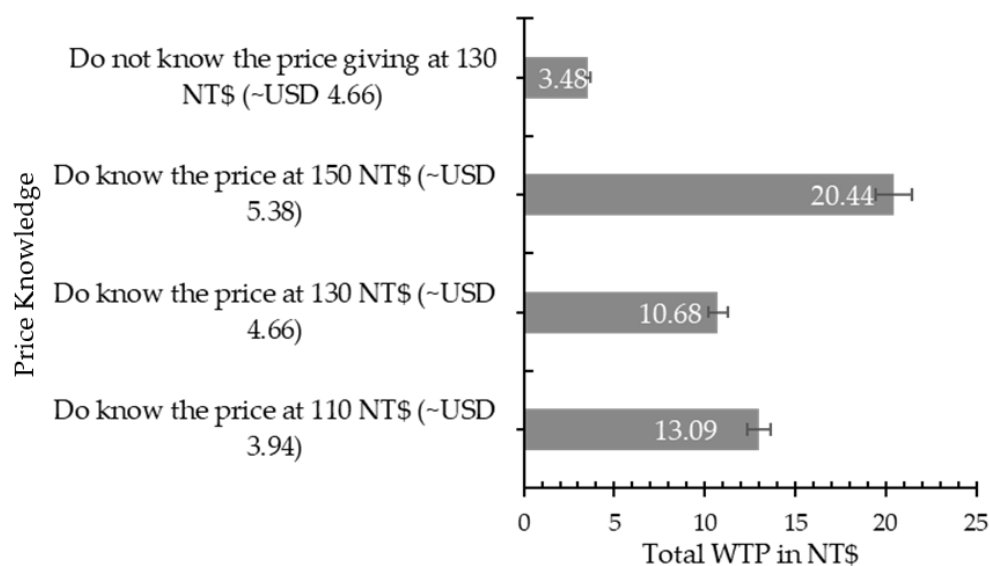 Do not know the price giving at 130
NT$ (~USD 4.66)
3.48
Do know the price at 150 NT$ (~USD
5.38)
20.44
Do know the price at 130 NT$ (~USD
4.66)
10.68
Do know the price at 110 NT$ (~USD
3.94)
13.09
Price Knowledge
0 5 10 15 20 25
Total WTP in NT$